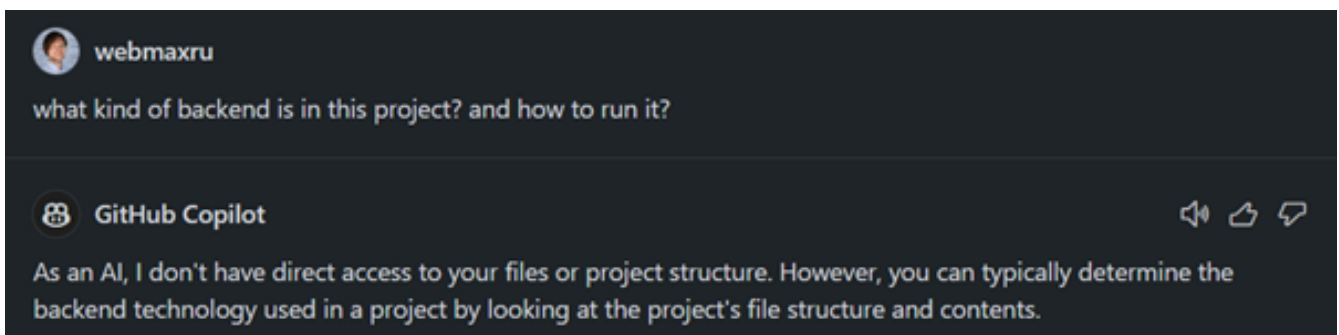 webmaxru
what kind of backend is in this project? and how to run it?
GitHub Copilot
As an AI, I don't have direct access to your files or project structure. However, you can typically determine the
backend technology used in a project by looking at the project's file structure and contents.